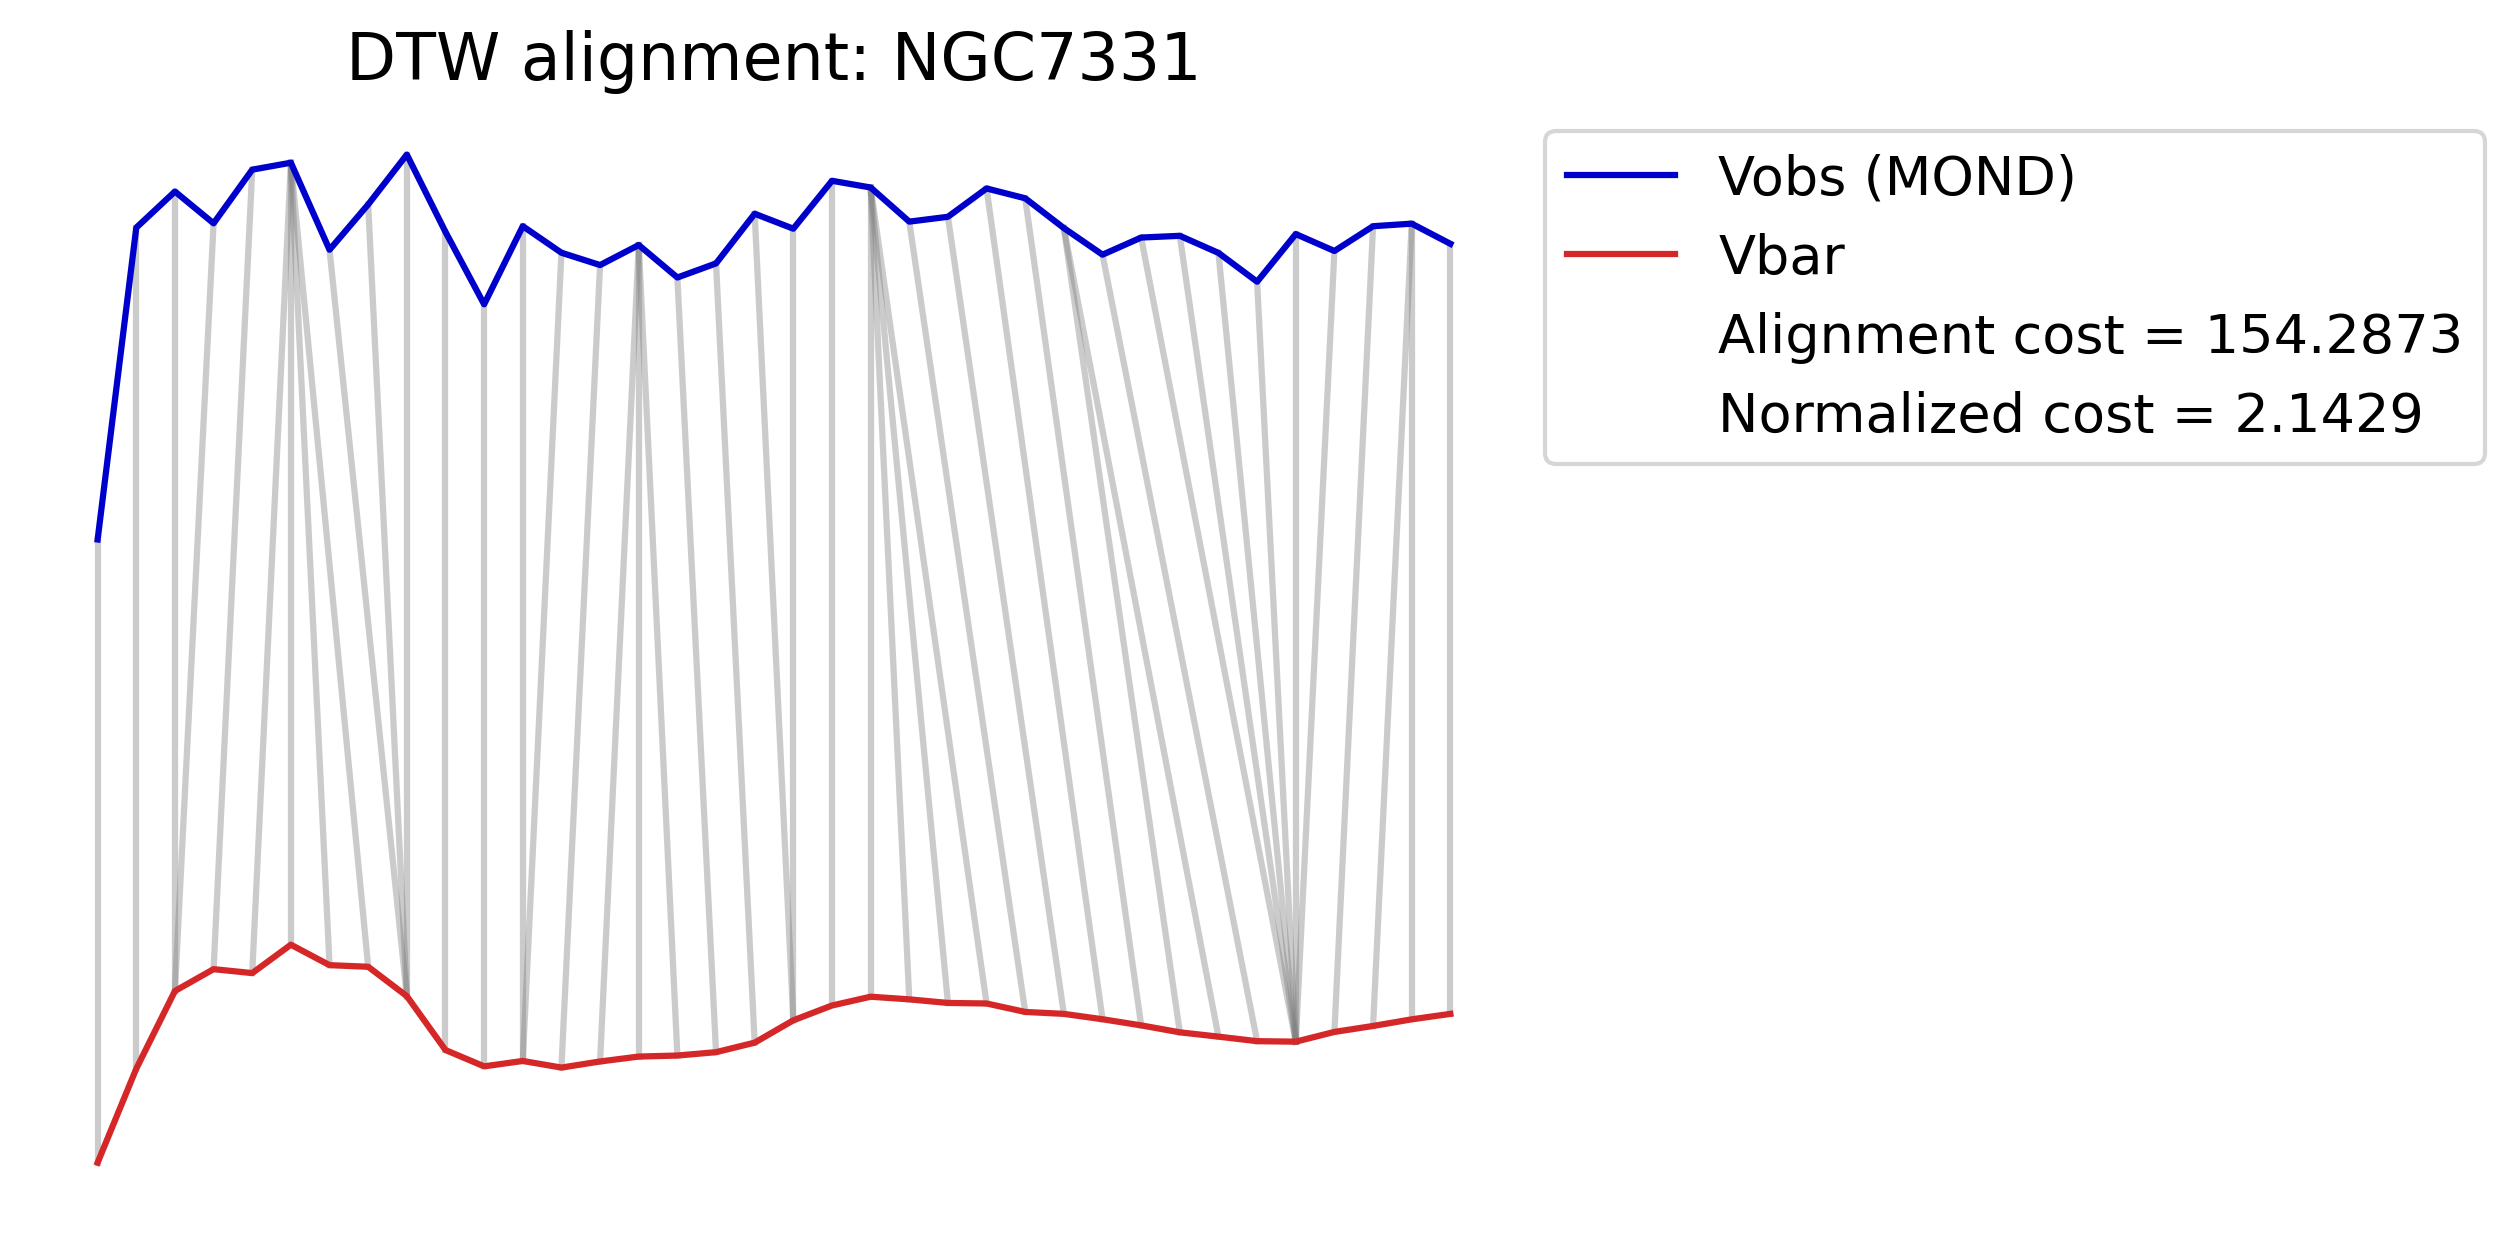 DTW alignment: NGC7331
Vobs (MOND)
Vbar
Alignment cost = 154.2873
Normalized cost = 2.1429